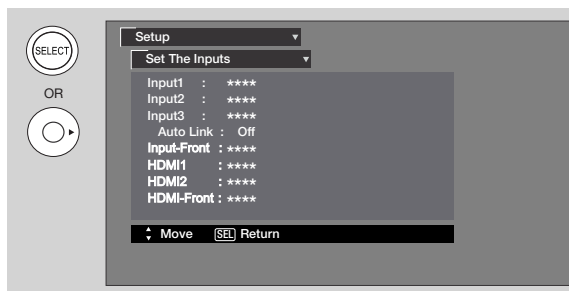 SELECT
OR
Setup
Set The Inputs
Input1 : ****
Input2 : ****
Input3 : ****
Auto Link : Off
Input-Front : ****
HDMI1 : ****
HDMI2 : ****
HDMI-Front : ****
Move SEL Return